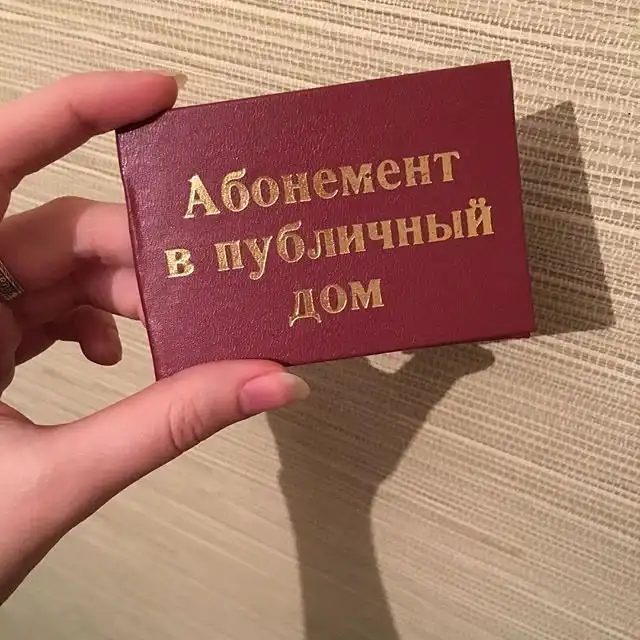 Абонемент
в публичный
дом